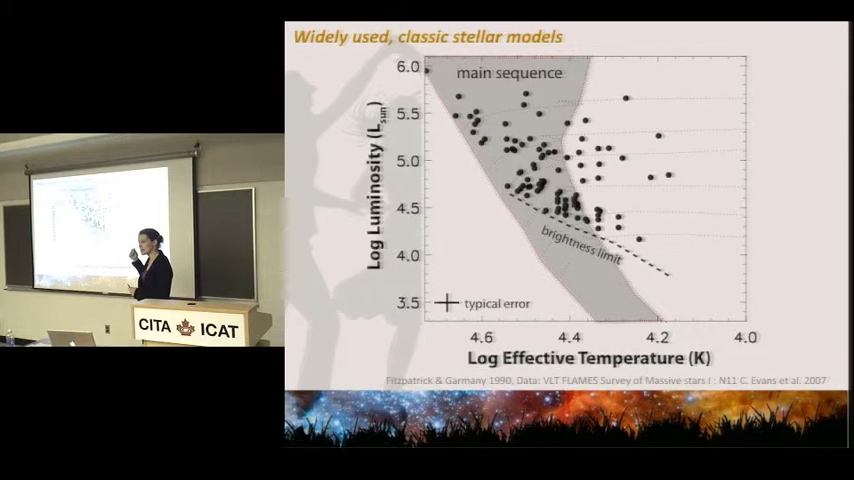 Widely used, classic stellar models
6.0
main sequence
5.5
5.0
4.5
4.0
3.5
Log Luminosity (Lsun)
brightness limit
typical error
4.6
4.4
4.2
4.0
Log Effective Temperature (K)
Fitzpatrick & Garmany 1990, Data: VLT FLAMES Survey of Massive stars I : N11 C. Evans et al. 2007
CITA ICAT